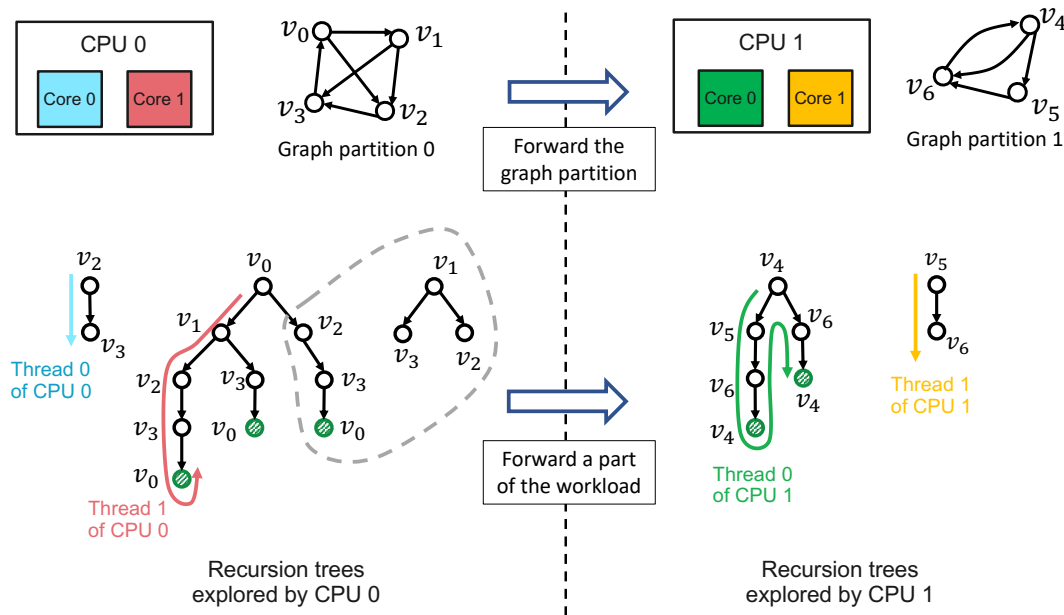 CPU 0
Core 0
Core 1
v₀
v₁
v₃
v₂
Graph partition 0
Forward the
graph partition
CPU 1
Core 0
Core 1
v₄
v₆
v₅
Graph partition 1
v₂
v₃
Thread 0
of CPU 0
v₀
v₁
v₂
v₂
v₃
v₃
v₃
v₀
v₀
v₀
Thread 1
of CPU 0
v₁
v₃
v₂
Forward a part
of the workload
v₄
v₅
v₆
v₆
v₄
v₄
Thread 0
of CPU 1
v₅
v₆
Thread 1
of CPU 1
Recursion trees
explored by CPU 0
Recursion trees
explored by CPU 1